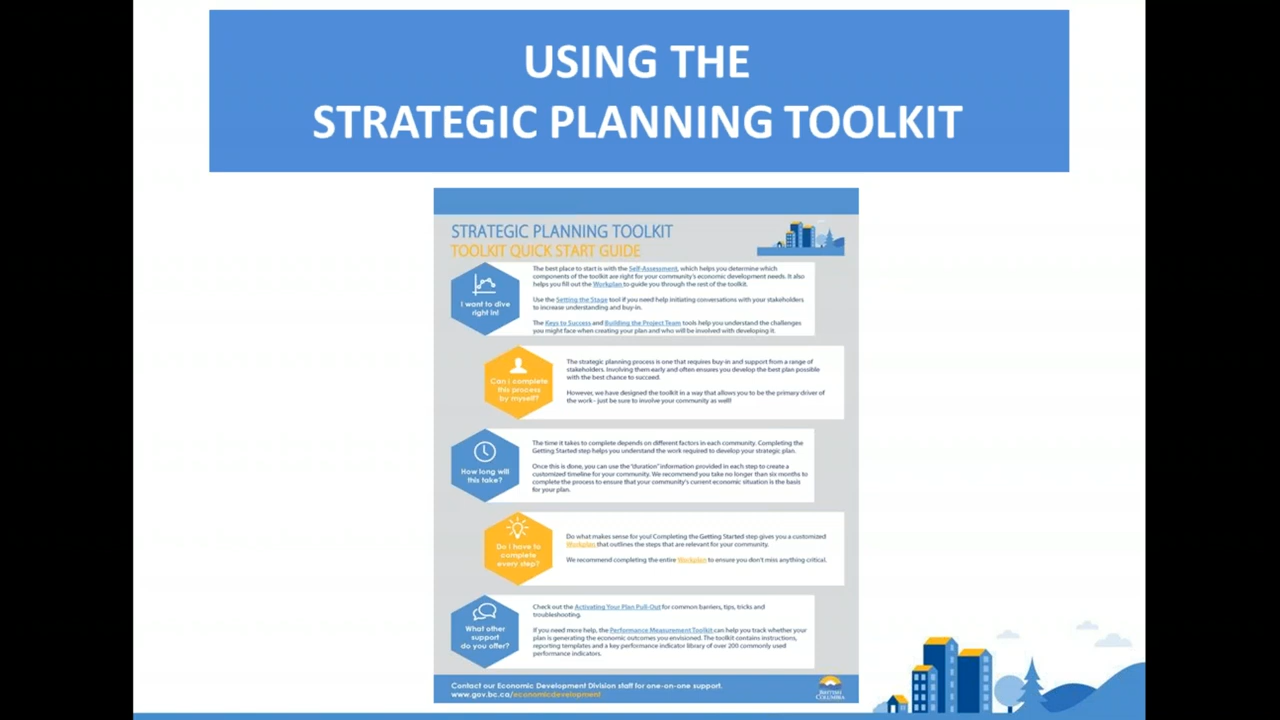 USING THE
STRATEGIC PLANNING TOOLKIT
STRATEGIC PLANNING TOOLKIT
TOOLKIT QUICK START GUIDE
I want to dive
right in!
The best place to start is with the Self-Assessment, which helps you determine which
components of the toolkit are right for your community's economic development needs. It also
helps you fill out the Workplan to guide you through the rest of the toolkit.
Use the Setting the Stage tool if you need help initiating conversations with your stakeholders
to increase understanding and buy-in.
The Keys to Success and Building the Project Team tools help you understand the challenges
you might face when creating your plan and who will be involved with developing it.
Can I complete
this process
by myself?
The strategic planning process is one that requires buy-in and support from a range of
stakeholders. Involving them early and often ensures you develop the best plan possible
with the best chance to succeed.
However, we have designed the toolkit in a way that allows you to be the primary driver of
the work - just be sure to involve your community as well!
How long will
this take?
The time it takes to complete depends on different factors in each community. Completing the
Getting Started step helps you understand the work required to develop your strategic plan.
Once this is done, you can use the "duration" information provided in each step to create a
customized timeline for your community. We recommend you take no longer than six months to
complete the process to ensure that your community's current economic situation is the basis
for your plan.
Do I have to
complete
every step?
Do what makes sense for you! Completing the Getting Started step gives you a customized
Workplan that outlines the steps that are relevant for your community.
We recommend completing the entire Workplan to ensure you don't miss anything critical.
What other
support
do you offer?
Check out the Activating Your Plan Pull-Out for common barriers, tips, tricks and
troubleshooting.
If you need more help, the Performance Measurement Toolkit can help you track whether your
plan is generating the economic outcomes you envisioned. The toolkit contains instructions,
reporting templates and a key performance indicator library of over 200 commonly used
performance indicators.
Contact our Economic Development Division staff for one-on-one support.
www.gov.bc.ca/economicdevelopment
BRITISH
COLUMBIA